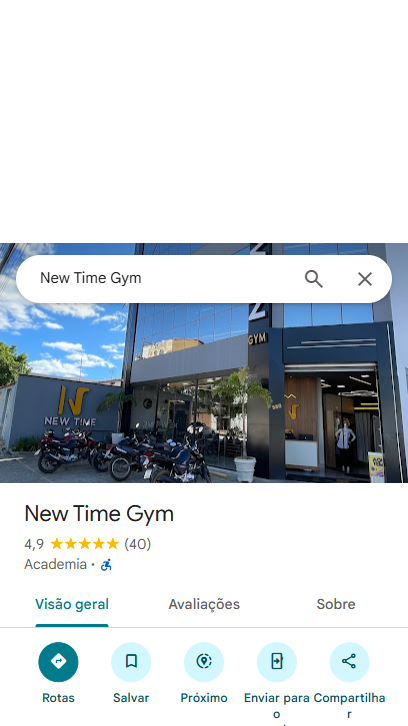 New Time Gym
GYM
NEW TIME
New Time Gym
4,9 ★★★★★ (40)
Academia ·
Visão geral
Avaliações
Sobre
Rotas
Salvar
Próximo
Enviar para
o
Compartilha
r